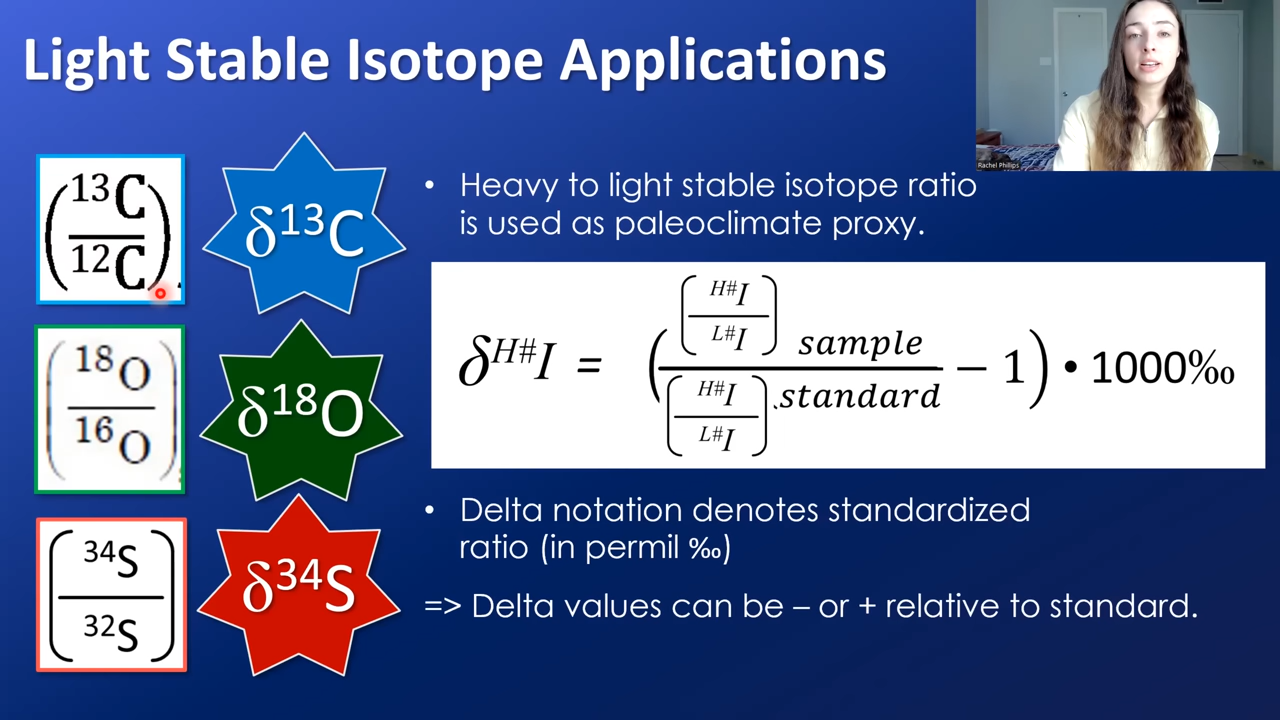 Light Stable Isotope Applications
Rachel Phillips
(¹³C/¹²C)
δ¹³C
(¹⁸O/¹⁶O)
δ¹⁸O
(³⁴S/³²S)
δ³⁴S
• Heavy to light stable isotope ratio
is used as paleoclimate proxy.
δᴴ#I = ((ᴴ#I/ᴸ#I) sample / (ᴴ#I/ᴸ#I) standard − 1) • 1000‰
• Delta notation denotes standardized
ratio (in permil ‰)
=> Delta values can be – or + relative to standard.